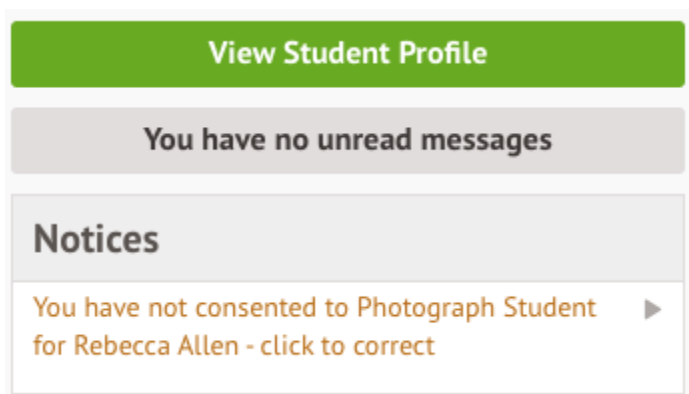 View Student Profile
You have no unread messages
Notices
You have not consented to Photograph Student
for Rebecca Allen - click to correct